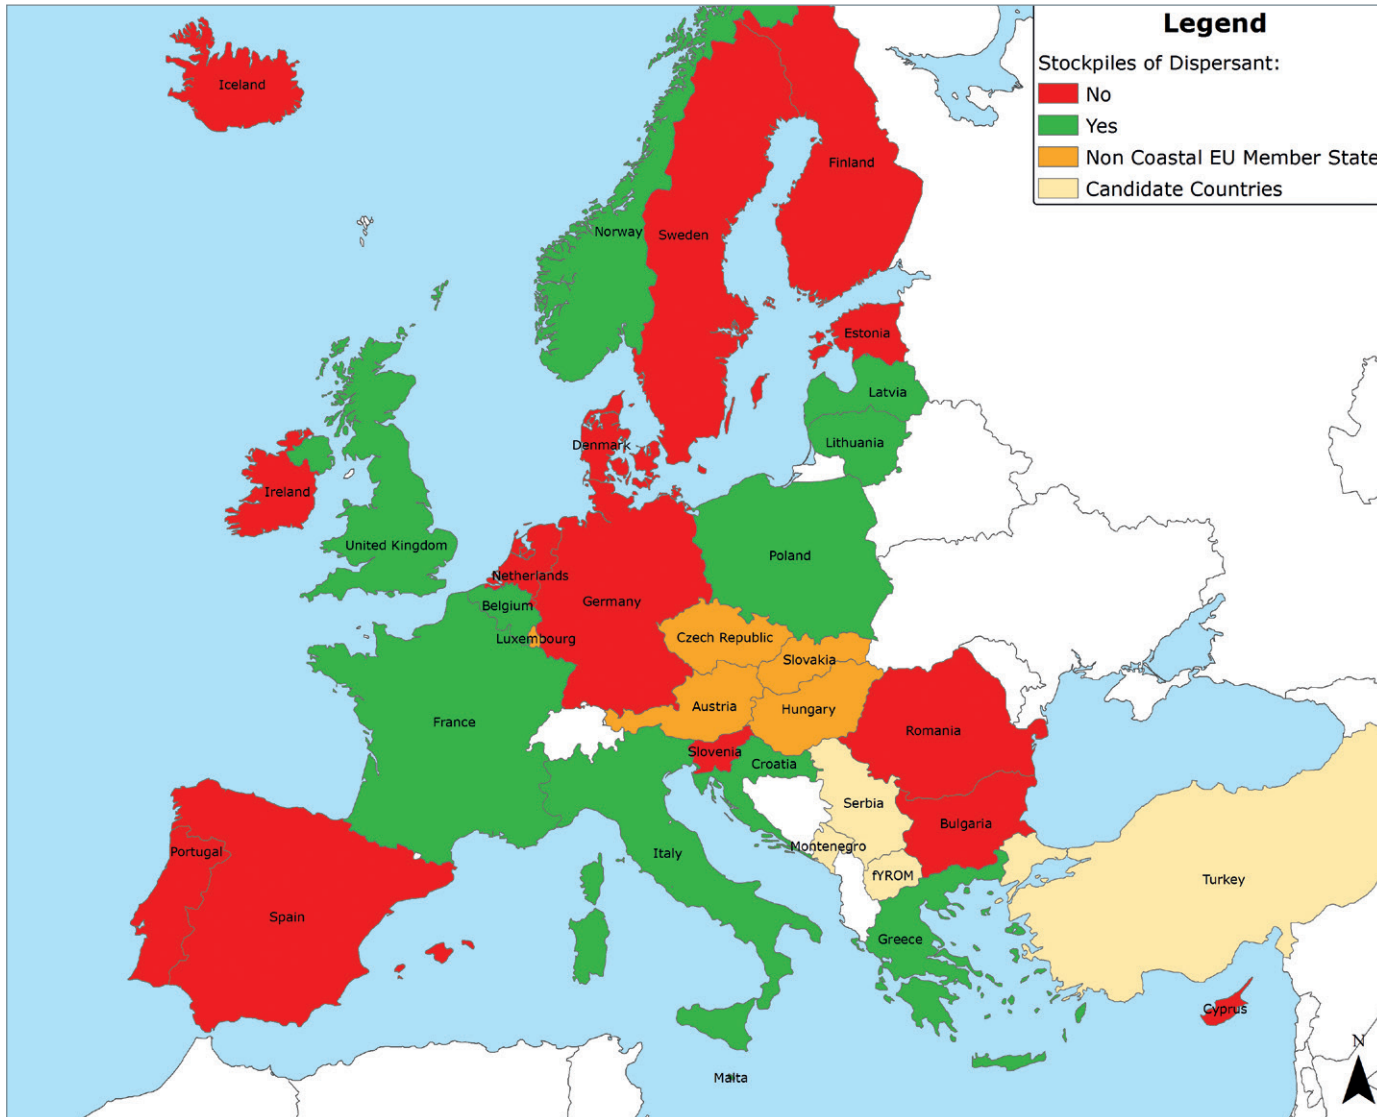 Legend
Stockpiles of Dispersant:
No
Yes
Non Coastal EU Member State
Candidate Countries
Iceland
Finland
Norway
Sweden
Estonia
Latvia
Denmark
Lithuania
Ireland
United Kingdom
Poland
Netherlands
Belgium
Germany
Luxembourg
Czech Republic
Slovakia
Austria
Hungary
France
Romania
Slovenia
Croatia
Serbia
Bulgaria
Montenegro
Portugal
Italy
fYROM
Turkey
Spain
Greece
Cyprus
N
Malta